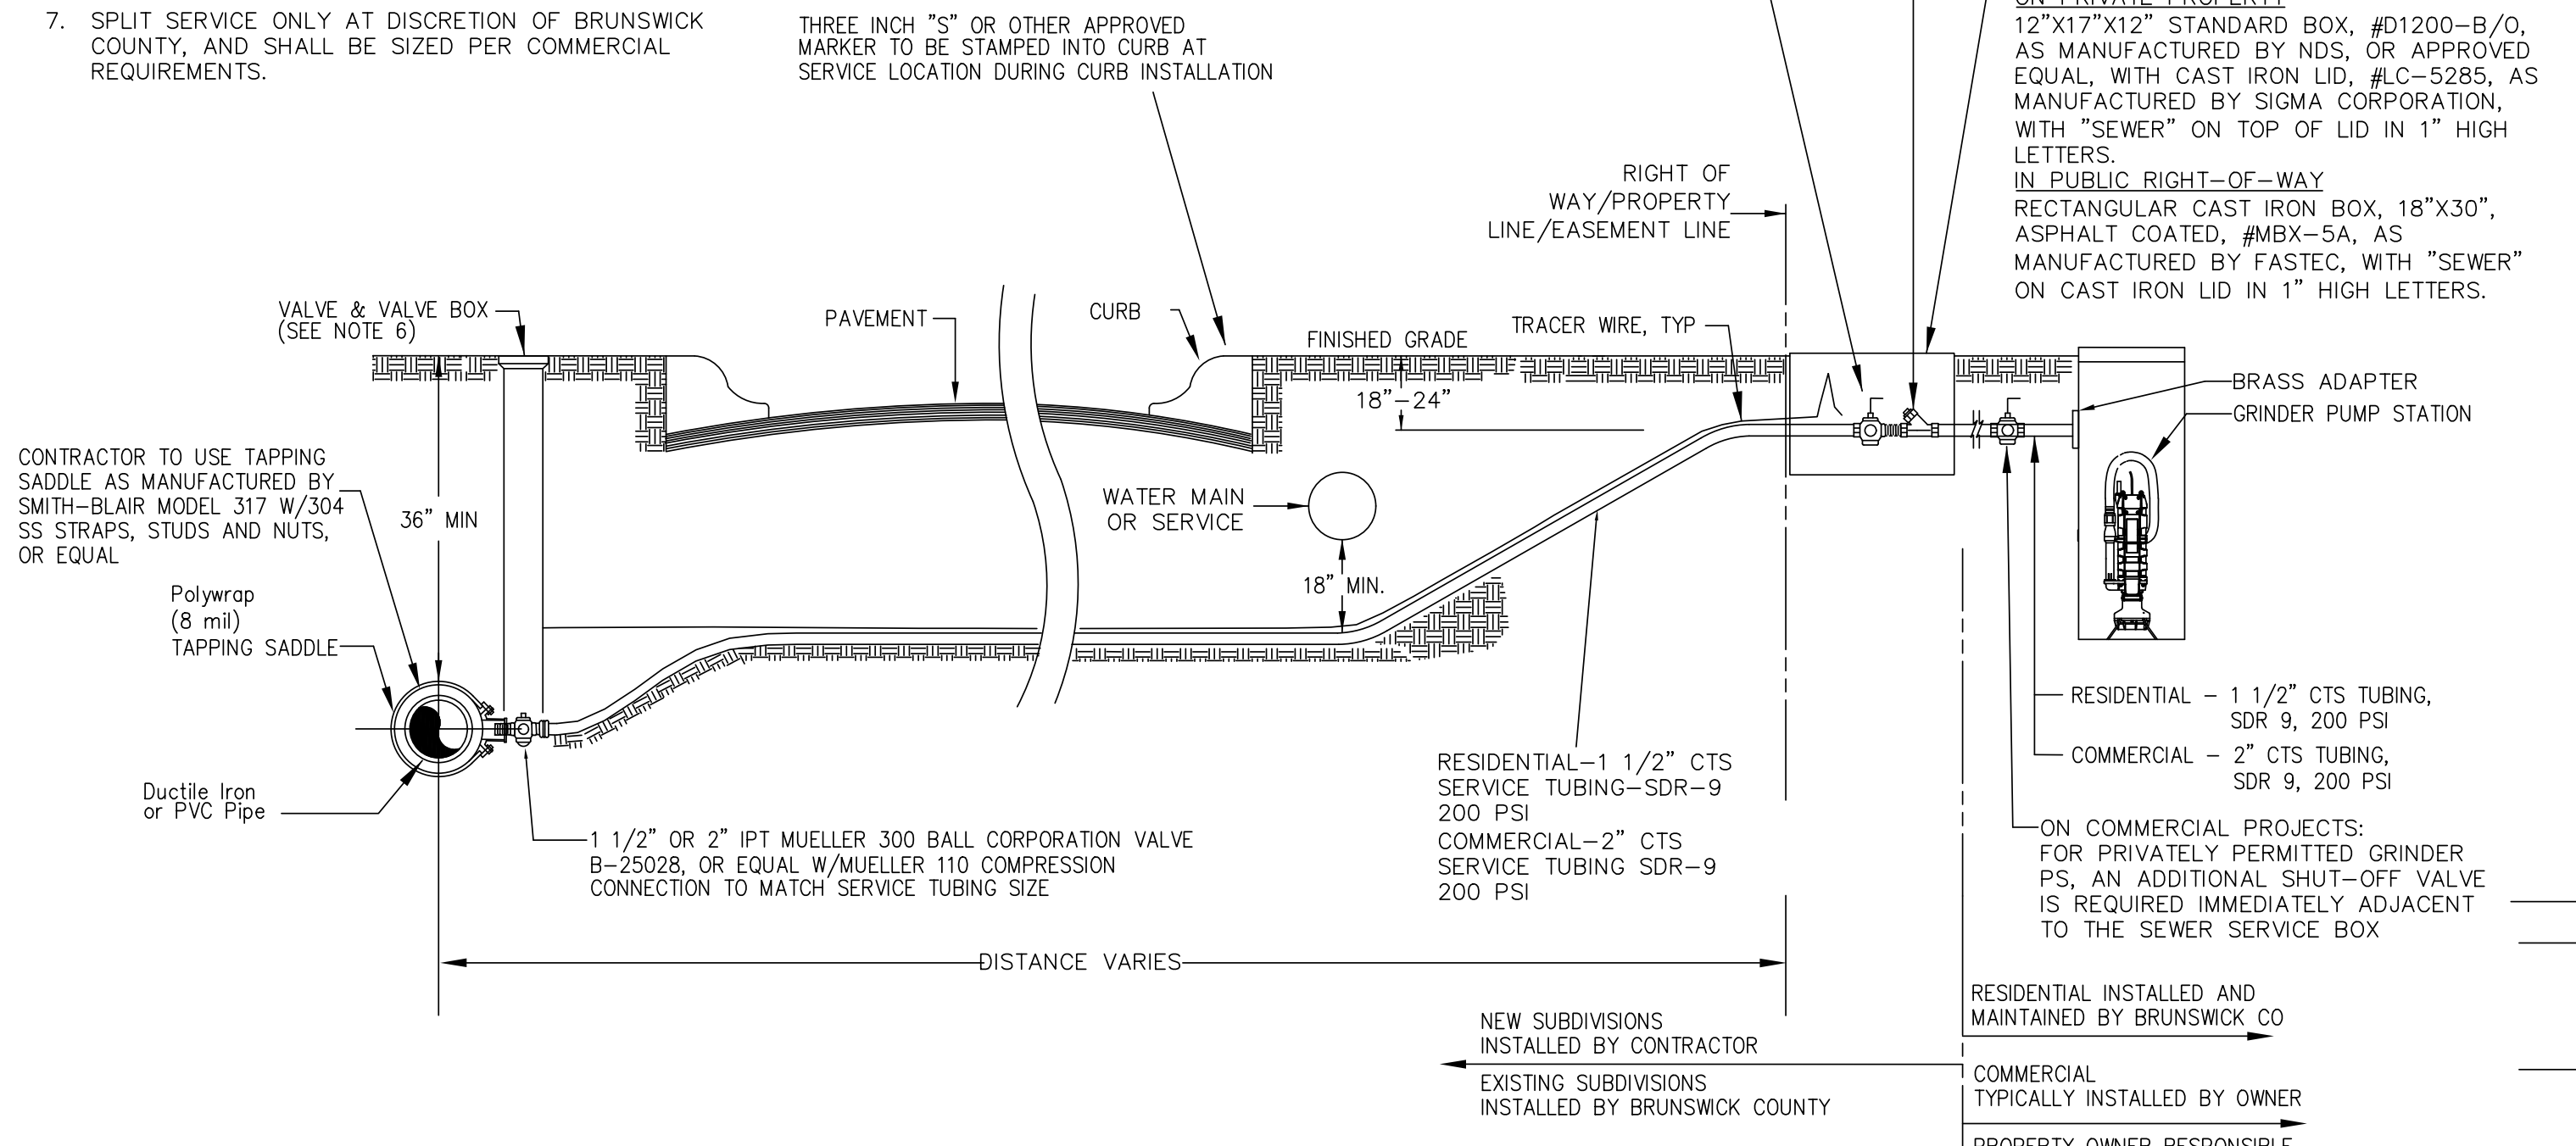 7. SPLIT SERVICE ONLY AT DISCRETION OF BRUNSWICK
COUNTY, AND SHALL BE SIZED PER COMMERCIAL
REQUIREMENTS.
THREE INCH "S" OR OTHER APPROVED
MARKER TO BE STAMPED INTO CURB AT
SERVICE LOCATION DURING CURB INSTALLATION
ON PRIVATE PROPERTY
12"X17"X12" STANDARD BOX, #D1200-B/O,
AS MANUFACTURED BY NDS, OR APPROVED
EQUAL, WITH CAST IRON LID, #LC-5285, AS
MANUFACTURED BY SIGMA CORPORATION,
WITH "SEWER" ON TOP OF LID IN 1" HIGH
LETTERS.
IN PUBLIC RIGHT-OF-WAY
RECTANGULAR CAST IRON BOX, 18"X30",
ASPHALT COATED, #MBX-5A, AS
MANUFACTURED BY FASTEC, WITH "SEWER"
ON CAST IRON LID IN 1" HIGH LETTERS.
RIGHT OF
WAY/PROPERTY
LINE/EASEMENT LINE
VALVE & VALVE BOX
(SEE NOTE 6)
PAVEMENT
CURB
FINISHED GRADE
TRACER WIRE, TYP
18"-24"
BRASS ADAPTER
GRINDER PUMP STATION
CONTRACTOR TO USE TAPPING
SADDLE AS MANUFACTURED BY
SMITH-BLAIR MODEL 317 W/304
SS STRAPS, STUDS AND NUTS,
OR EQUAL
36" MIN
WATER MAIN
OR SERVICE
18" MIN.
Polywrap
(8 mil)
TAPPING SADDLE
Ductile Iron
or PVC Pipe
1 1/2" OR 2" IPT MUELLER 300 BALL CORPORATION VALVE
B-25028, OR EQUAL W/MUELLER 110 COMPRESSION
CONNECTION TO MATCH SERVICE TUBING SIZE
RESIDENTIAL-1 1/2" CTS
SERVICE TUBING-SDR-9
200 PSI
COMMERCIAL-2" CTS
SERVICE TUBING SDR-9
200 PSI
RESIDENTIAL - 1 1/2" CTS TUBING,
SDR 9, 200 PSI
COMMERCIAL - 2" CTS TUBING,
SDR 9, 200 PSI
ON COMMERCIAL PROJECTS:
FOR PRIVATELY PERMITTED GRINDER
PS, AN ADDITIONAL SHUT-OFF VALVE
IS REQUIRED IMMEDIATELY ADJACENT
TO THE SEWER SERVICE BOX
DISTANCE VARIES
NEW SUBDIVISIONS
INSTALLED BY CONTRACTOR
EXISTING SUBDIVISIONS
INSTALLED BY BRUNSWICK COUNTY
RESIDENTIAL INSTALLED AND
MAINTAINED BY BRUNSWICK CO
COMMERCIAL
TYPICALLY INSTALLED BY OWNER
PROPERTY OWNER RESPONSIBLE